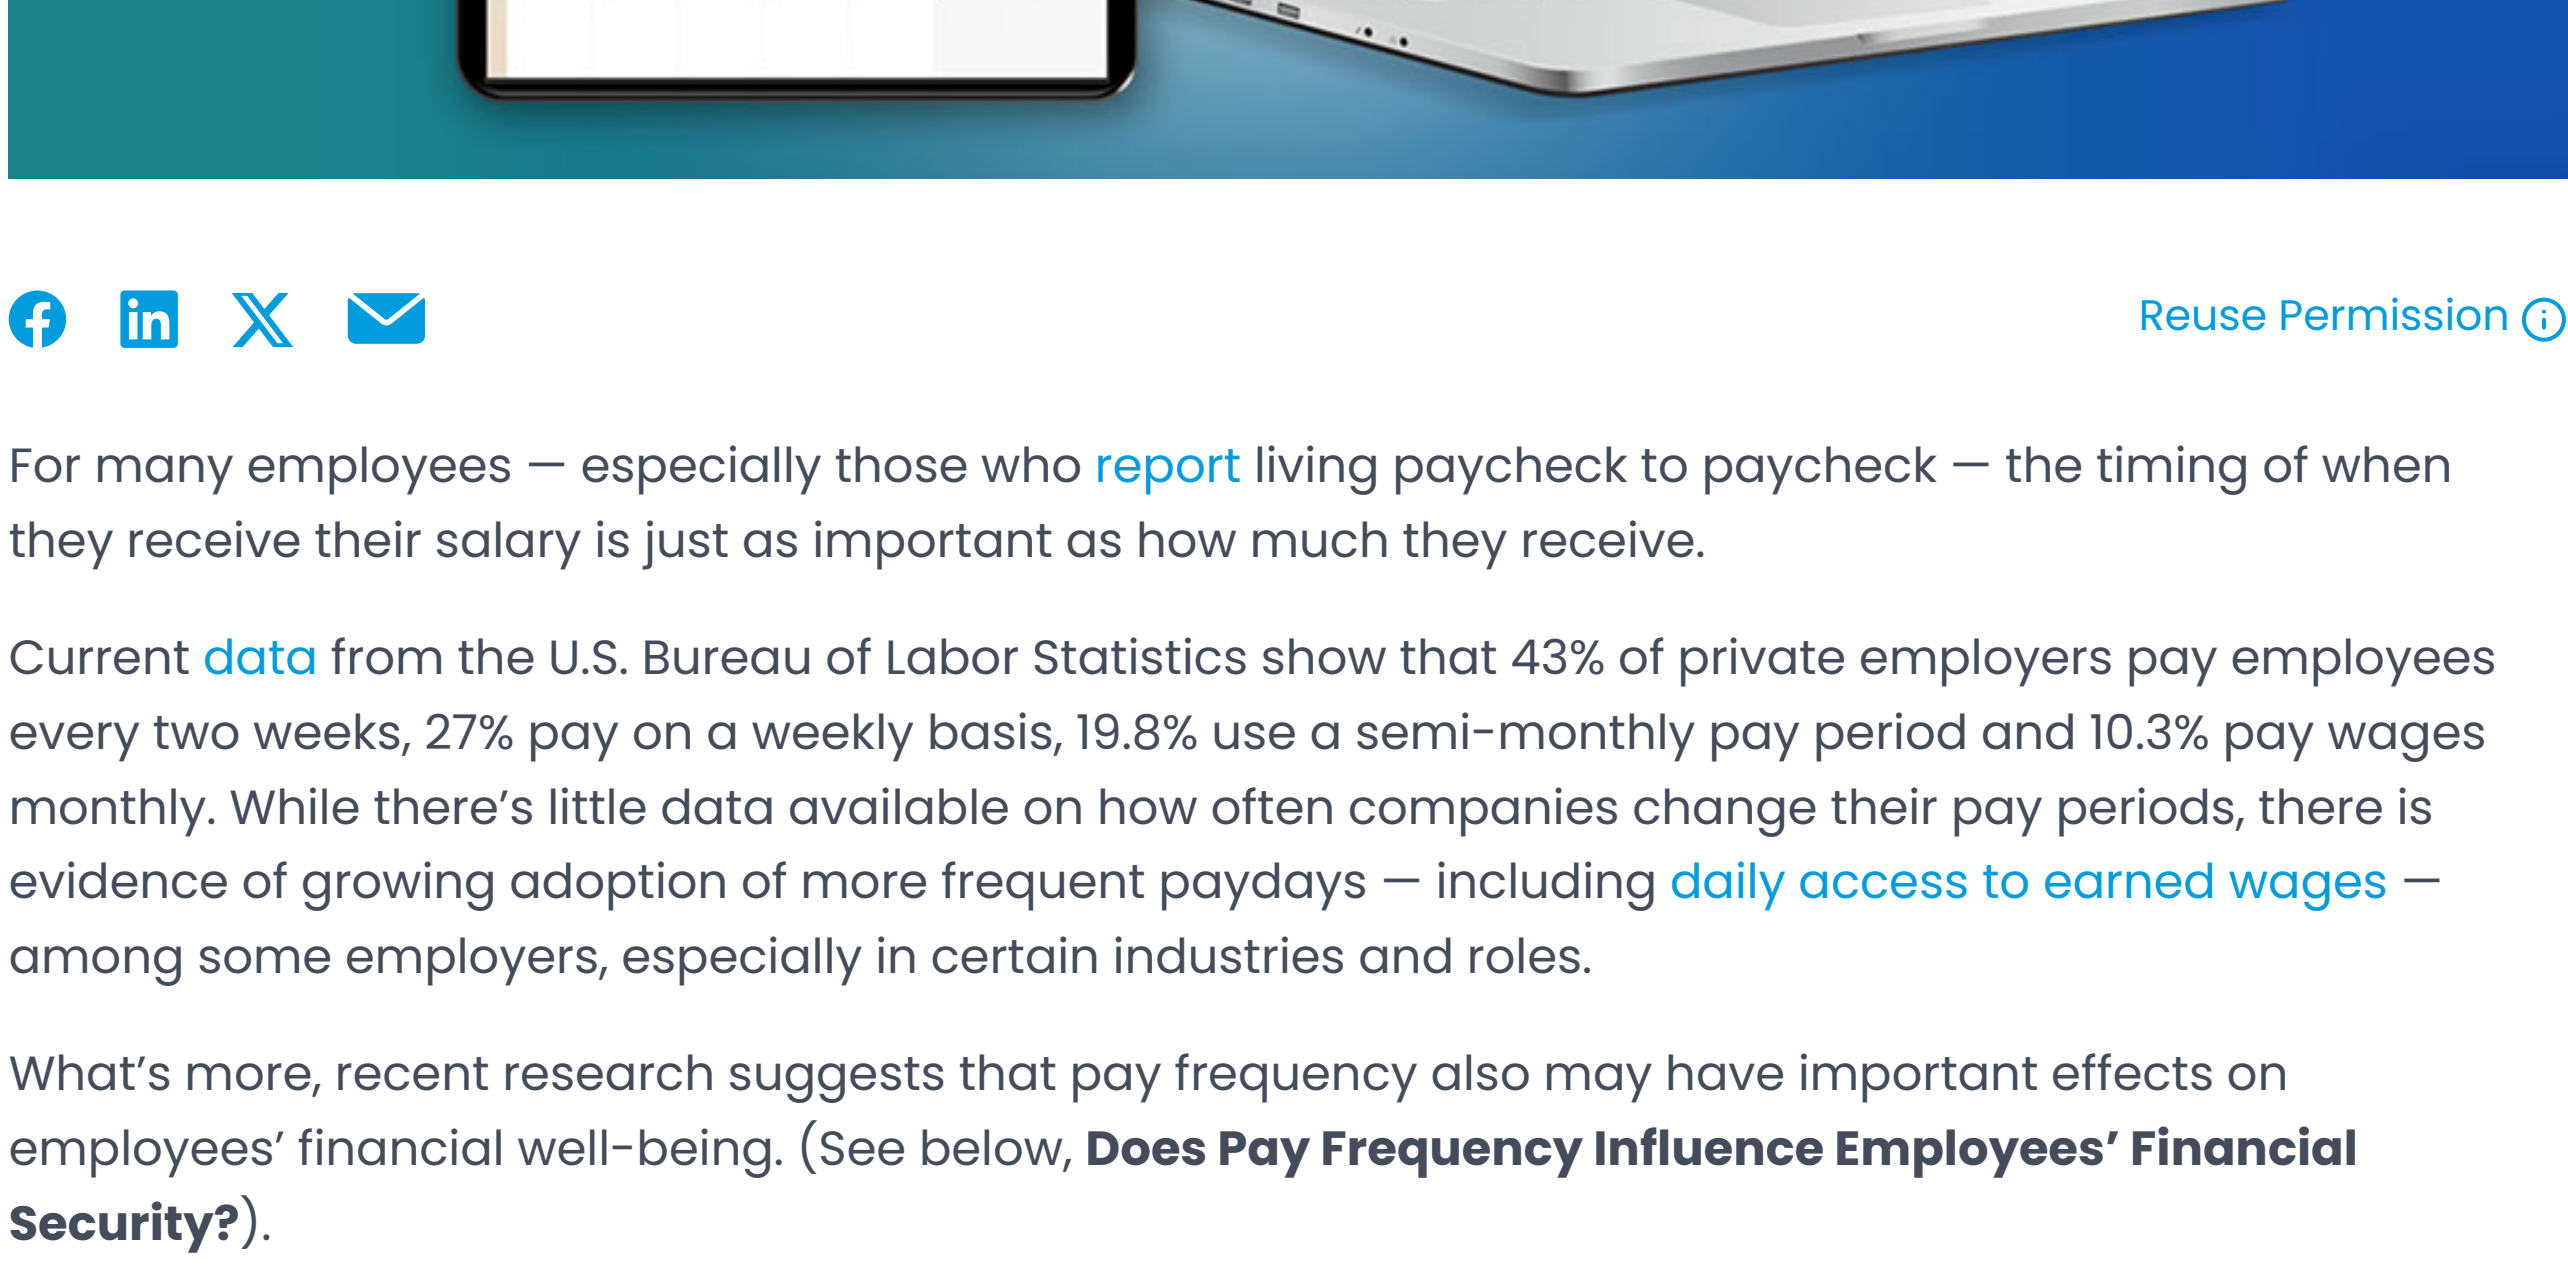 Reuse Permission
For many employees — especially those who report living paycheck to paycheck — the timing of when
they receive their salary is just as important as how much they receive.
Current data from the U.S. Bureau of Labor Statistics show that 43% of private employers pay employees
every two weeks, 27% pay on a weekly basis, 19.8% use a semi-monthly pay period and 10.3% pay wages
monthly. While there’s little data available on how often companies change their pay periods, there is
evidence of growing adoption of more frequent paydays — including daily access to earned wages —
among some employers, especially in certain industries and roles.
What’s more, recent research suggests that pay frequency also may have important effects on
employees’ financial well-being. (See below, Does Pay Frequency Influence Employees’ Financial
Security?).